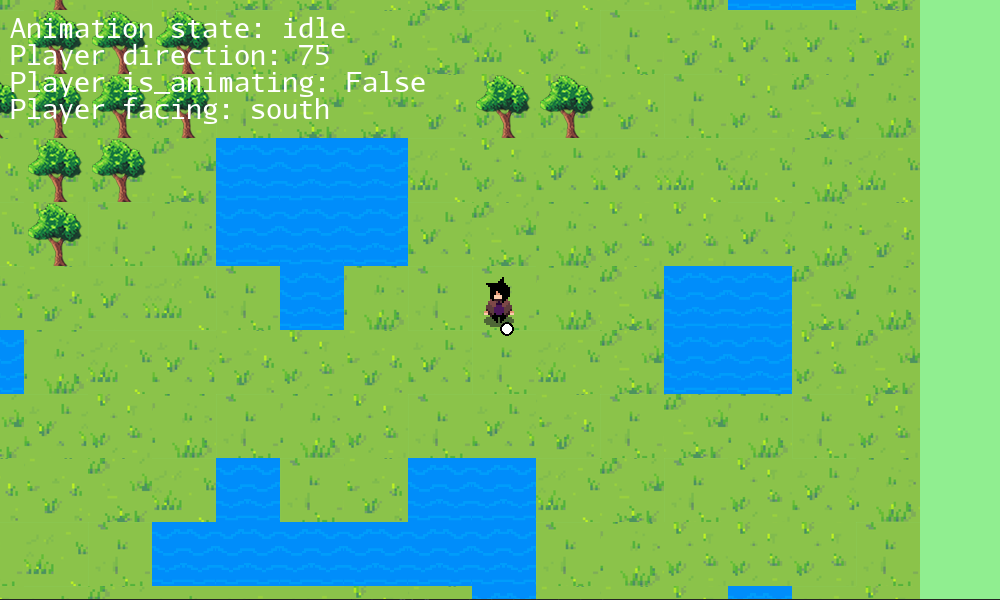 Animation state: idle
Player direction: 75
Player is_animating: False
Player facing: south